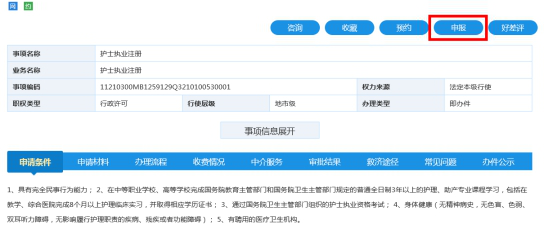 网 约
咨询 收藏 预约 申报 好差评
事项名称 护士执业注册
业务名称 护士执业注册
事项编码 11210300MB1259129Q3210100530001 权力来源 法定本级行使
职权类型 行政许可 行使层级 地市级 办理类型 即办件
事项信息展开
申请条件 申请材料 办理流程 收费情况 中介服务 审批结果 救济途径 常见问题 办件公示
1、具有完全民事行为能力； 2、在中等职业学校、高等学校完成国务院教育主管部门和国务院卫生主管部门规定的普通全日制3年以上的护理、助产专业课程学习，包括在
教学、综合医院完成8个月以上护理临床实习，并取得相应学历证书； 3、通过国务院卫生主管部门组织的护士执业资格考试； 4、身体健康（无精神病史，无色盲、色弱、
双耳听力障碍，无影响履行护理职责的疾病、残疾或者功能障碍）； 5、有聘用的医疗卫生机构。